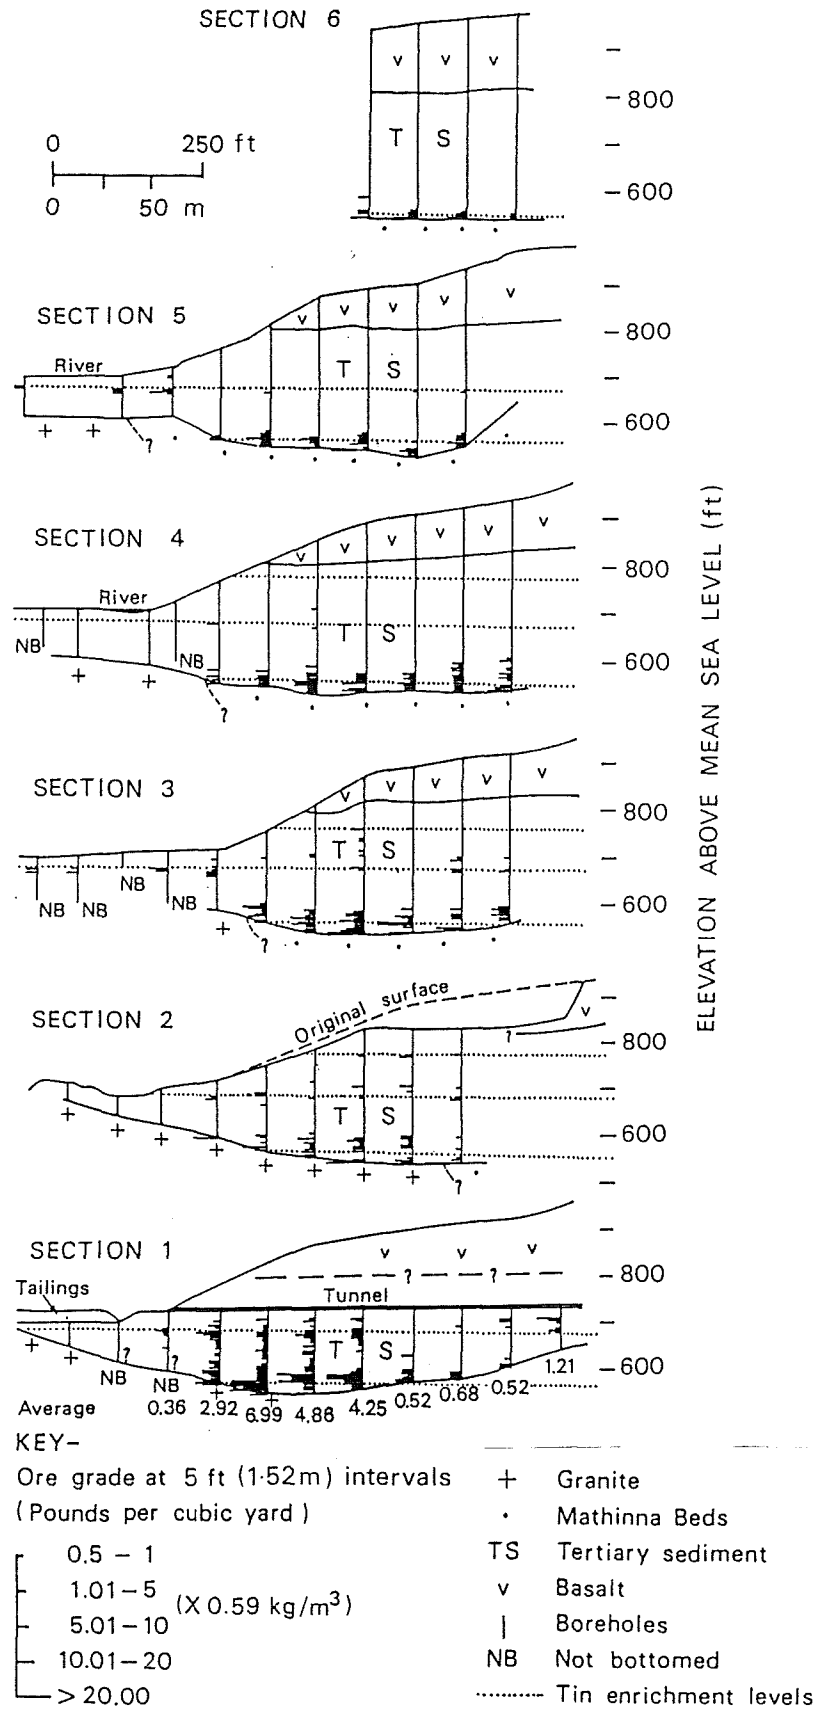 SECTION 6
v v v
– 800
0 250 ft
T S
0 50 m
– 600
SECTION 5
v v v v v
– 800
River
T S
+ + ?
– 600
SECTION 4
v v v v v v
– 800
River
NB NB T S
– 600
+ + ?
SECTION 3
v v v v v
– 800
T S
NB NB NB NB
– 600
+ ?
ELEVATION ABOVE MEAN SEA LEVEL (ft)
Original surface
SECTION 2
v
? – 800
T S
+ + + + + + + +
– 600
?
SECTION 1
v v v
? ? – 800
Tailings
Tunnel
T S
+ + ? ?
– 600
NB NB
Average 0.36 2.92 6.99 4.86 4.25 0.52 0.68 0.52 1.21
KEY–
Ore grade at 5 ft (1·52m) intervals
(Pounds per cubic yard)
0.5 – 1
1.01–5
(X 0.59 kg/m³)
5.01–10
10.01–20
> 20.00
+ Granite
· Mathinna Beds
TS Tertiary sediment
v Basalt
| Boreholes
NB Not bottomed
Tin enrichment levels